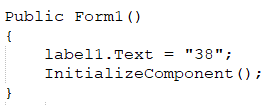 Public Form1()
{
label1.Text = "38";
InitializeComponent();
}